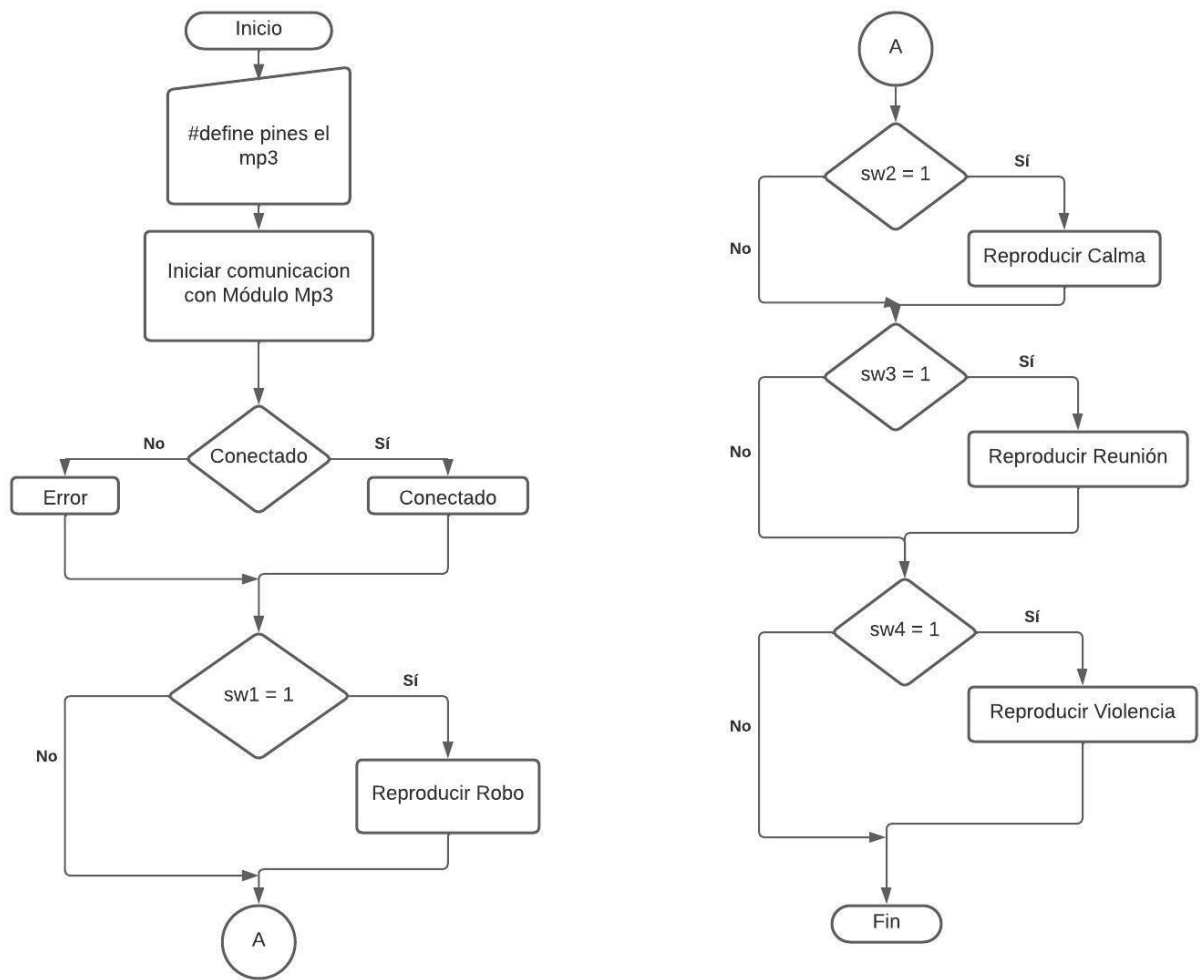 Inicio
#define pines el
mp3
Iniciar comunicacion
con Módulo Mp3
Conectado
No
Sí
Error
Conectado
sw1 = 1
Sí
No
Reproducir Robo
A
A
sw2 = 1
Sí
No
Reproducir Calma
sw3 = 1
Sí
No
Reproducir Reunión
sw4 = 1
Sí
No
Reproducir Violencia
Fin